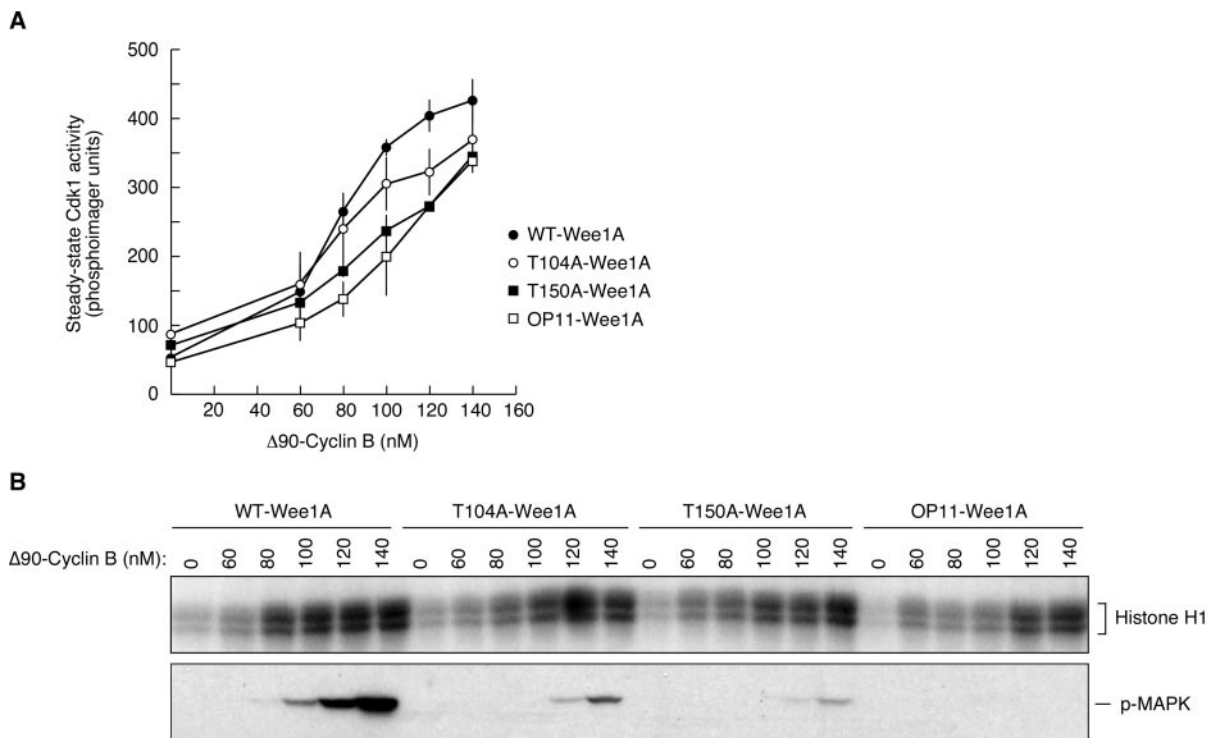 A
500
400
300
200
100
0
Steady-state Cdk1 activity
(phosphoimager units)
20 40 60 80 100 120 140 160
Δ90-Cyclin B (nM)
WT-Wee1A
T104A-Wee1A
T150A-Wee1A
OP11-Wee1A
B
WT-Wee1A T104A-Wee1A T150A-Wee1A OP11-Wee1A
Δ90-Cyclin B (nM): 0 60 80 100 120 140 0 60 80 100 120 140 0 60 80 100 120 140 0 60 80 100 120 140
Histone H1
p-MAPK